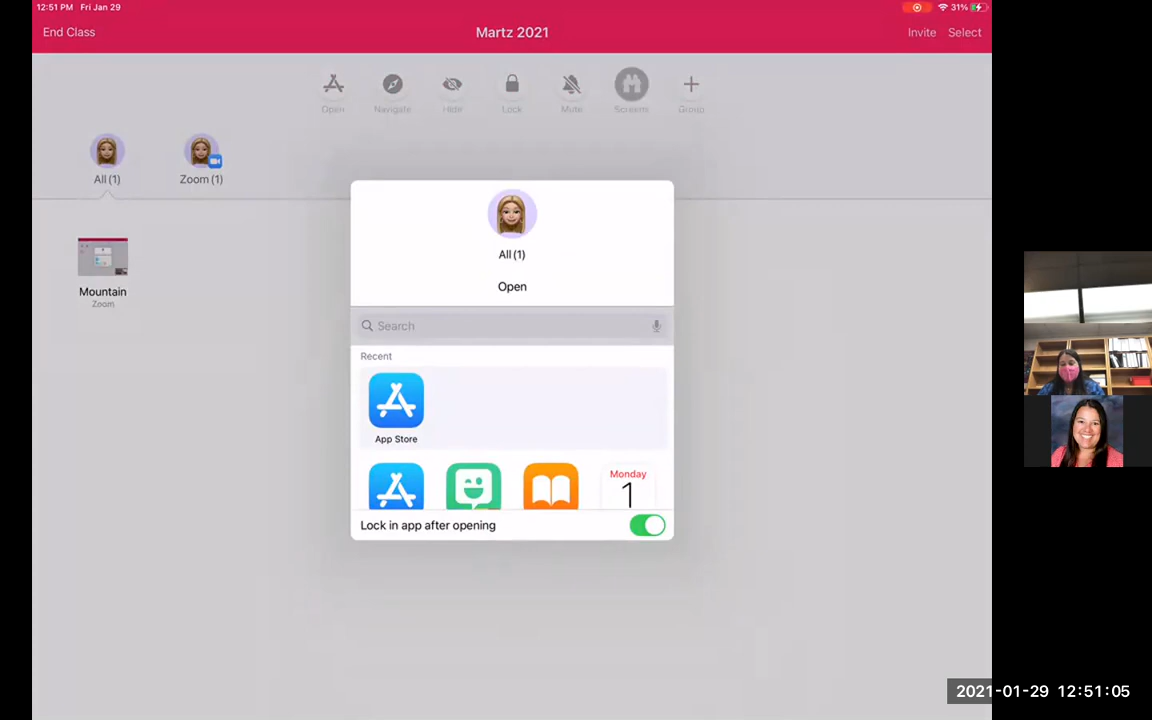 12:51 PM Fri Jan 29
31%
End Class
Martz 2021
Invite Select
Open Navigate Hide Lock Mute Screens Group
All (1) Zoom (1)
Mountain
Zoom
All (1)
Open
Search
Recent
App Store
Monday
1
Lock in app after opening
2021-01-29 12:51:05